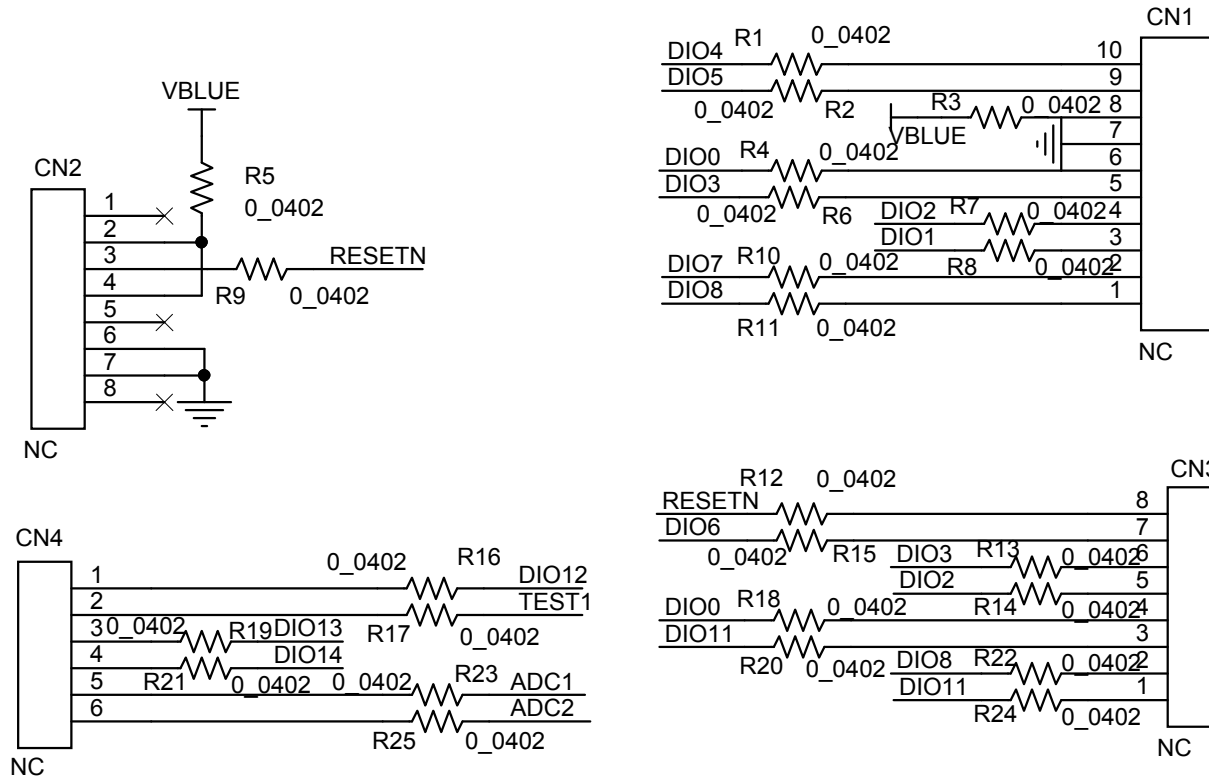 VBLUE
CN2
R5
0_0402
1
2
3
4
5
6
7
8
R9
0_0402
RESETN
NC
CN1
DIO4
R1
0_0402
10
DIO5
0_0402
R2
9
VBLUE
R3
0_0402
8
7
DIO0
R4
0_0402
6
DIO3
0_0402
R6
5
DIO2
R7
0_0402
4
DIO1
R8
0_0402
3
DIO7
R10
0_0402
2
DIO8
R11
0_0402
1
NC
CN4
1
0_0402
R16
DIO12
2
R17
0_0402
TEST1
3
0_0402
R19
DIO13
4
R21
0_0402
DIO14
5
0_0402
R23
ADC1
6
R25
0_0402
ADC2
NC
CN3
RESETN
R12
0_0402
8
DIO6
0_0402
R15
7
DIO3
R13
0_0402
6
DIO2
R14
0_0402
5
DIO0
R18
0_0402
4
DIO11
R20
0_0402
3
DIO8
R22
0_0402
2
DIO11
R24
0_0402
1
NC